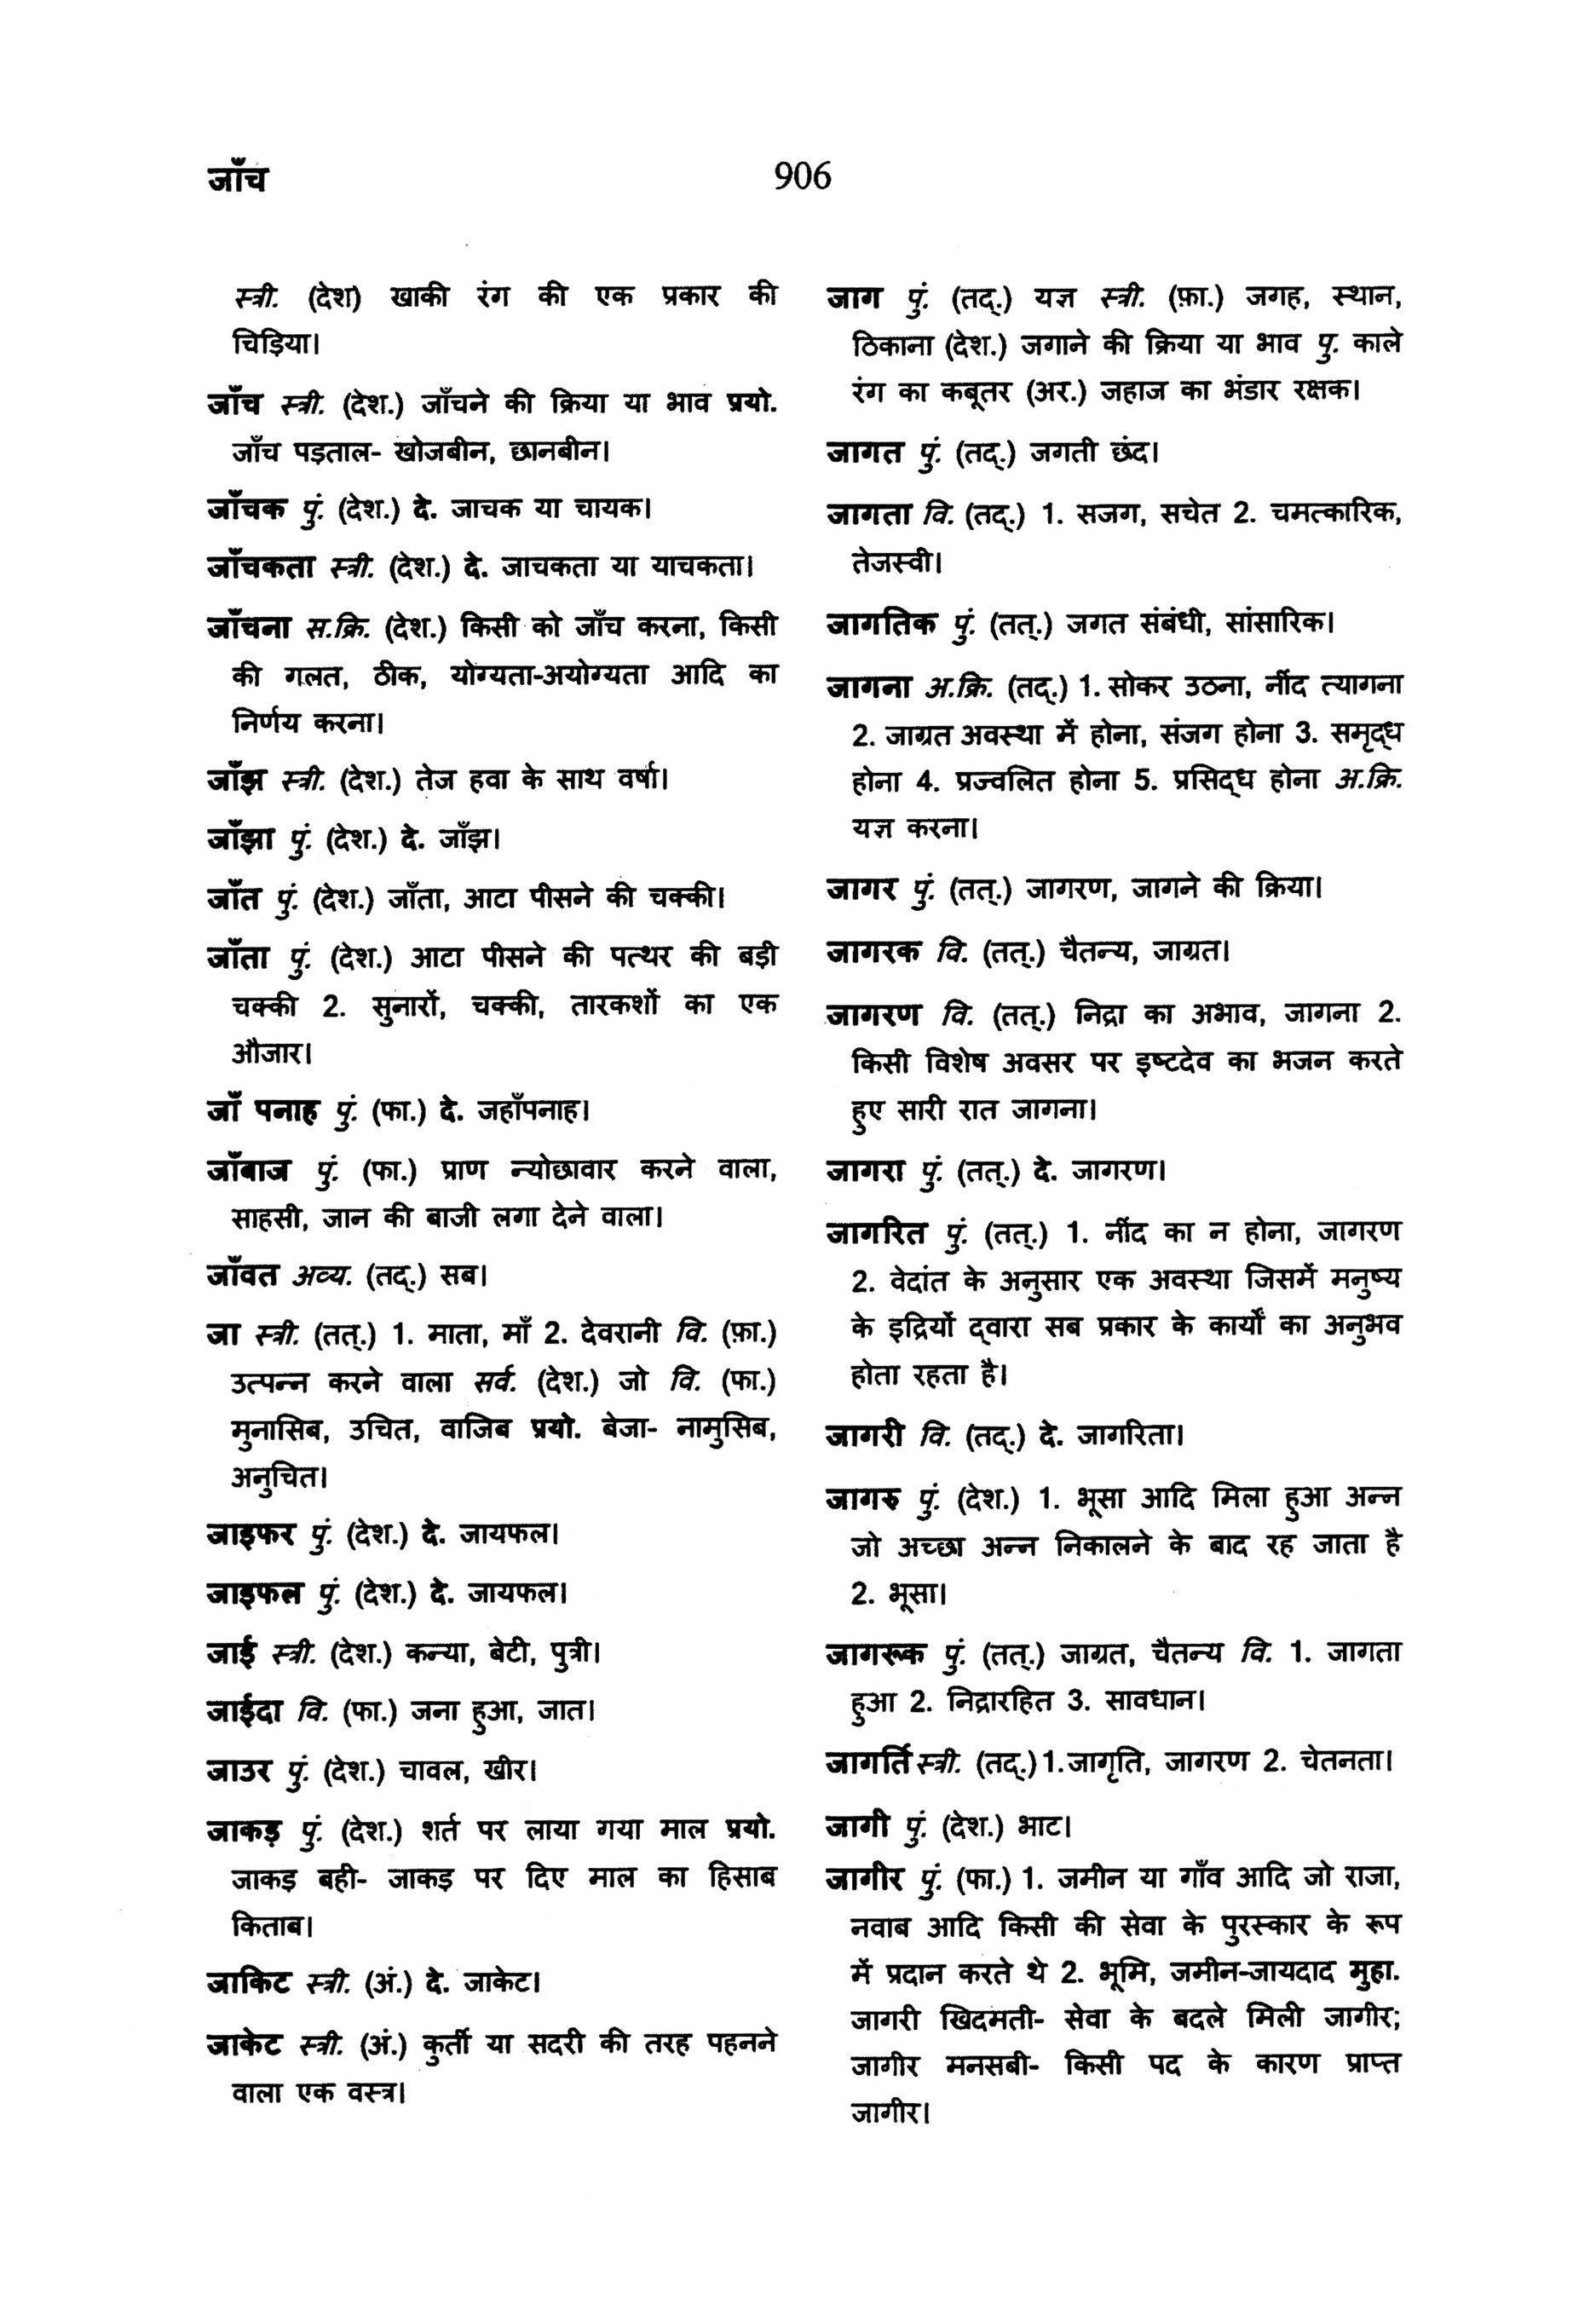 जाँच
906
स्त्री. (देश) खाकी रंग की एक प्रकार की
चिड़िया।
जाँच स्त्री. (देश.) जाँचने की क्रिया या भाव प्रयो.
जाँच पड़ताल- खोजबीन, छानबीन।
जाँचक पुं. (देश.) दे. जाचक या चायक।
जाँचकता स्त्री. (देश.) दे. जाचकता या याचकता।
जाँचना स.क्रि. (देश.) किसी को जाँच करना, किसी
की गलत, ठीक, योग्यता-अयोग्यता आदि का
निर्णय करना।
जाँझ स्त्री. (देश.) तेज हवा के साथ वर्षा।
जाँझा पुं. (देश.) दे. जाँझ।
जाँत पुं. (देश.) जाँता, आटा पीसने की चक्की।
जाँता पुं. (देश.) आटा पीसने की पत्थर की बड़ी
चक्की 2. सुनारों, चक्की, तारकशों का एक
औजार।
जाँ पनाह पुं. (फा.) दे. जहाँपनाह।
जाँबाज पुं. (फा.) प्राण न्योछावार करने वाला,
साहसी, जान की बाजी लगा देने वाला।
जाँवत अव्य. (तद्.) सब।
जा स्त्री. (तत्.) 1. माता, माँ 2. देवरानी वि. (फ़ा.)
उत्पन्न करने वाला सर्व. (देश.) जो वि. (फा.)
मुनासिब, उचित, वाजिब प्रयो. बेजा- नामुसिब,
अनुचित।
जाइफर पुं. (देश.) दे. जायफल।
जाइफल पुं. (देश.) दे. जायफल।
जाई स्त्री. (देश.) कन्या, बेटी, पुत्री।
जाईदा वि. (फा.) जना हुआ, जात।
जाउर पुं. (देश.) चावल, खीर।
जाकड़ पुं. (देश.) शर्त पर लाया गया माल प्रयो.
जाकड़ बही- जाकड़ पर दिए माल का हिसाब
किताब।
जाकिट स्त्री. (अं.) दे. जाकेट।
जाकेट स्त्री. (अं.) कुर्ती या सदरी की तरह पहनने
वाला एक वस्त्र।
जाग पुं. (तद्.) यज्ञ स्त्री. (फ़ा.) जगह, स्थान,
ठिकाना (देश.) जगाने की क्रिया या भाव पु. काले
रंग का कबूतर (अर.) जहाज का भंडार रक्षक।
जागत पुं. (तद्.) जगती छंद।
जागता वि. (तद्.) 1. सजग, सचेत 2. चमत्कारिक,
तेजस्वी।
जागतिक पुं. (तत्.) जगत संबंधी, सांसारिक।
जागना अ.क्रि. (तद्.) 1. सोकर उठना, नींद त्यागना
2. जाग्रत अवस्था में होना, संजग होना 3. समृद्ध
होना 4. प्रज्वलित होना 5. प्रसिद्ध होना अ.क्रि.
यज्ञ करना।
जागर पुं. (तत्.) जागरण, जागने की क्रिया।
जागरक वि. (तत्.) चैतन्य, जाग्रत।
जागरण वि. (तत्.) निद्रा का अभाव, जागना 2.
किसी विशेष अवसर पर इष्टदेव का भजन करते
हुए सारी रात जागना।
जागरा पुं. (तत्.) दे. जागरण।
जागरित पुं. (तत्.) 1. नींद का न होना, जागरण
2. वेदांत के अनुसार एक अवस्था जिसमें मनुष्य
के इद्रियों द्वारा सब प्रकार के कार्यों का अनुभव
होता रहता है।
जागरी वि. (तद्.) दे. जागरिता।
जागरु पुं. (देश.) 1. भूसा आदि मिला हुआ अन्न
जो अच्छा अन्न निकालने के बाद रह जाता है
2. भूसा।
जागरूक पुं. (तत्.) जाग्रत, चैतन्य वि. 1. जागता
हुआ 2. निद्रारहित 3. सावधान।
जागर्ति स्त्री. (तद्.) 1. जागृति, जागरण 2. चेतनता।
जागी पुं. (देश.) भाट।
जागीर पुं. (फा.) 1. जमीन या गाँव आदि जो राजा,
नवाब आदि किसी की सेवा के पुरस्कार के रूप
में प्रदान करते थे 2. भूमि, जमीन-जायदाद मुहा.
जागरी खिदमती- सेवा के बदले मिली जागीर;
जागीर मनसबी- किसी पद के कारण प्राप्त
जागीर।